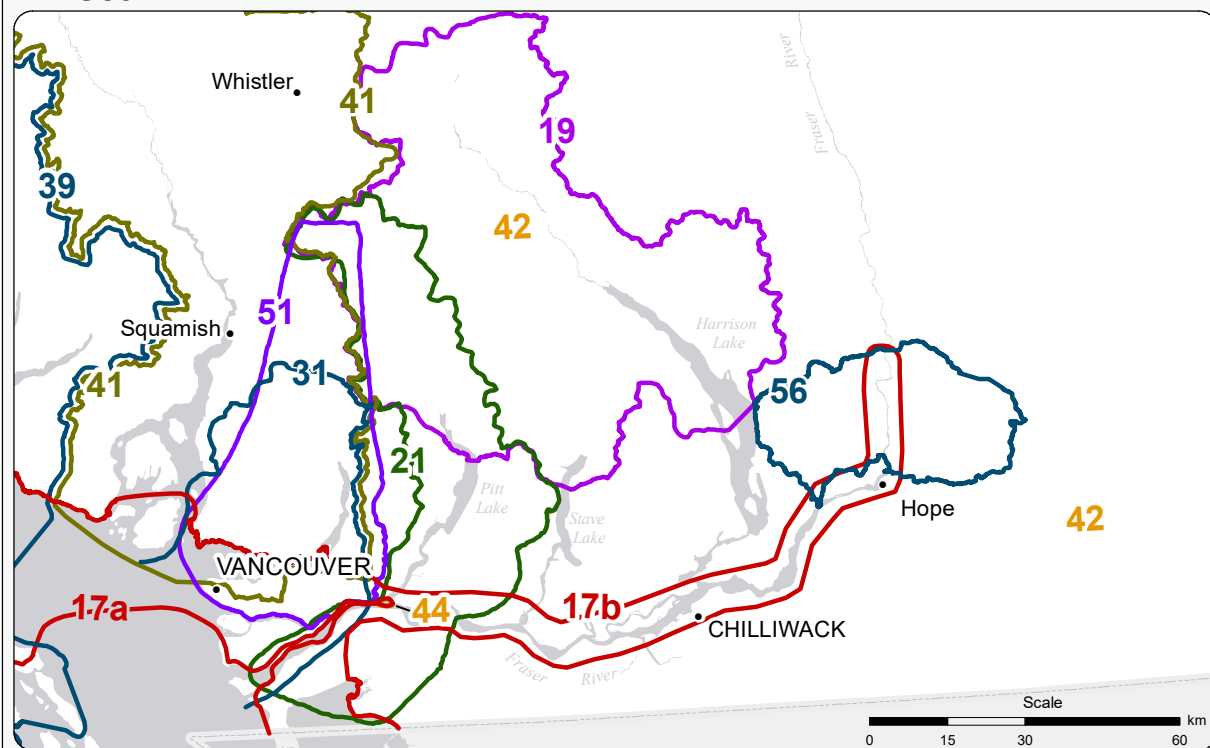 Whistler
41
River
Fraser
19
39
42
51
Squamish
Harrison
Lake
31
41
56
21
Pitt
Lake
Stave
Lake
Hope
42
VANCOUVER
17a
44
17b
CHILLIWACK
Fraser
River
Scale
km
0 15 30 60